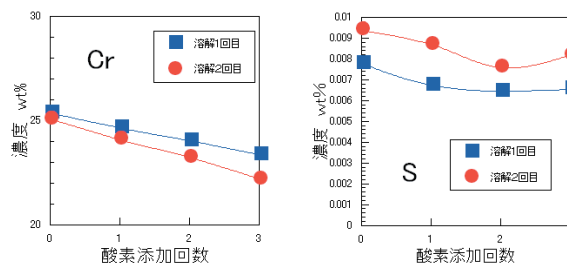 30
25
20
濃度 wt%
Cr
溶解1回目
溶解2回目
0 1 2 3
酸素添加回数
0.01
0.009
0.008
0.007
0.006
0.005
0.004
0.003
0.002
0.001
0
濃度 wt%
S
溶解1回目
溶解2回目
0 1 2 3
酸素添加回数